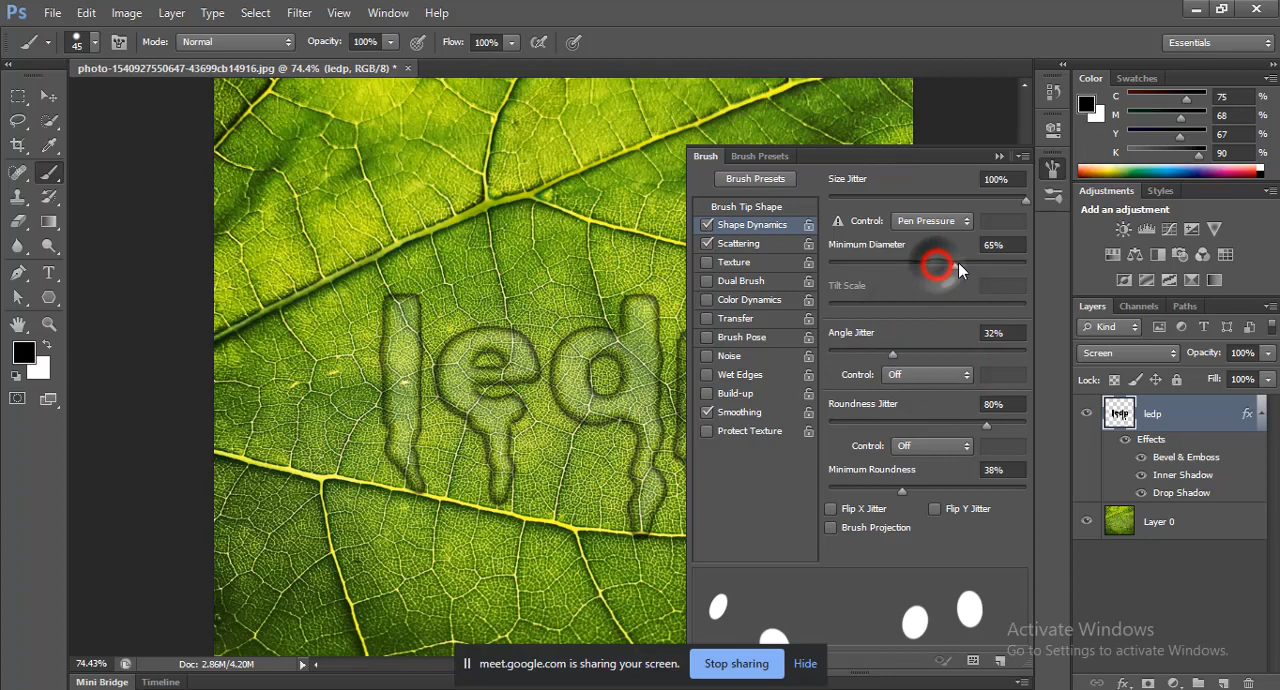 Ps File Edit Image Layer Type Select Filter View Window Help
45 Mode: Normal Opacity: 100% Flow: 100% Essentials
photo-1540927550647-43699cb14916.jpg @ 74.4% (ledp, RGB/8) * ×
Color Swatches
C 75 %
M 68 %
Y 67 %
K 90 %
Brush Brush Presets
Brush Presets
Size Jitter 100%
Brush Tip Shape
Shape Dynamics
Scattering
Texture
Dual Brush
Color Dynamics
Transfer
Brush Pose
Noise
Wet Edges
Build-up
Smoothing
Protect Texture
Control: Pen Pressure
Minimum Diameter 65%
Tilt Scale
Angle Jitter 32%
Control: Off
Roundness Jitter 80%
Control: Off
Minimum Roundness 38%
Flip X Jitter Flip Y Jitter
Brush Projection
Adjustments Styles
Add an adjustment
Layers Channels Paths
Kind
Screen Opacity: 100%
Lock: Fill: 100%
ledp ledp fx
Effects
Bevel & Emboss
Inner Shadow
Drop Shadow
Layer 0
ledp
Activate Windows
Go to Settings to activate Windows.
74.43% Doc: 2.86M/4.20M
meet.google.com is sharing your screen. Stop sharing Hide
Mini Bridge Timeline
fx